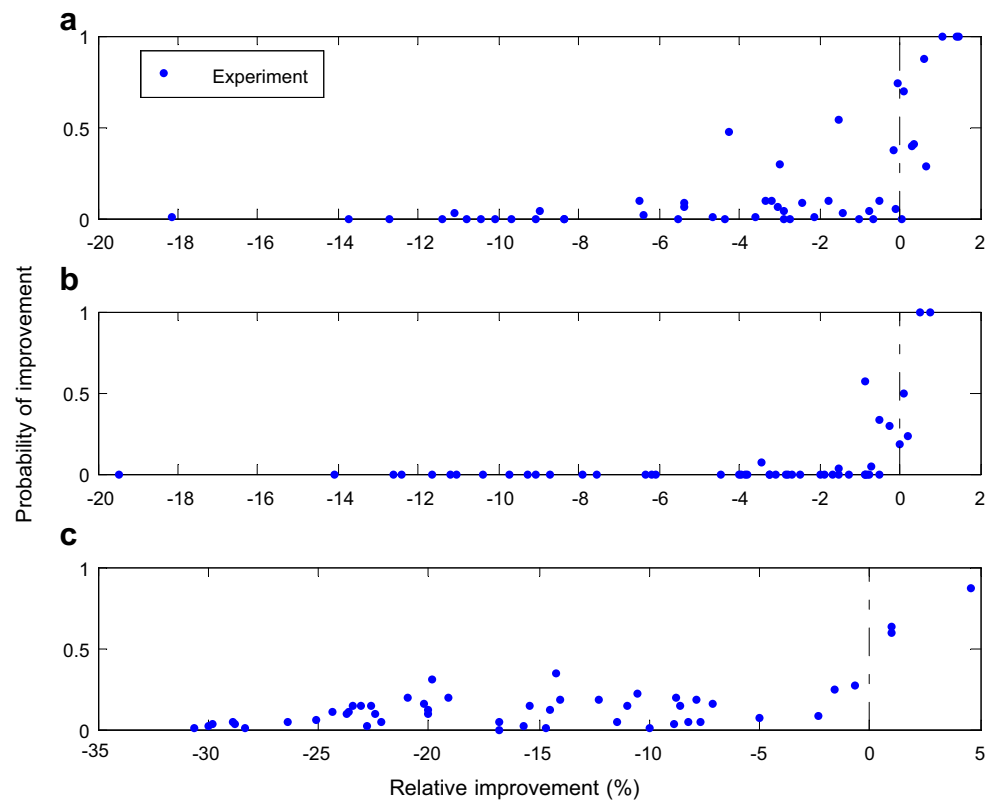 a
1
0.5
0
Experiment
-20 -18 -16 -14 -12 -10 -8 -6 -4 -2 0 2
b
1
0.5
0
-20 -18 -16 -14 -12 -10 -8 -6 -4 -2 0 2
Probability of improvement
c
1
0.5
0
-35 -30 -25 -20 -15 -10 -5 0 5
Relative improvement (%)